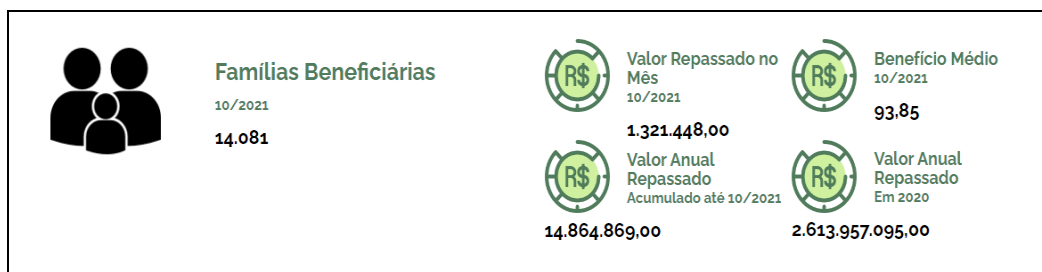 Famílias Beneficiárias
10/2021
14.081
R$
Valor Repassado no
Mês
10/2021
1.321.448,00
R$
Benefício Médio
10/2021
93,85
R$
Valor Anual
Repassado
Acumulado até 10/2021
14.864.869,00
R$
Valor Anual
Repassado
Em 2020
2.613.957.095,00